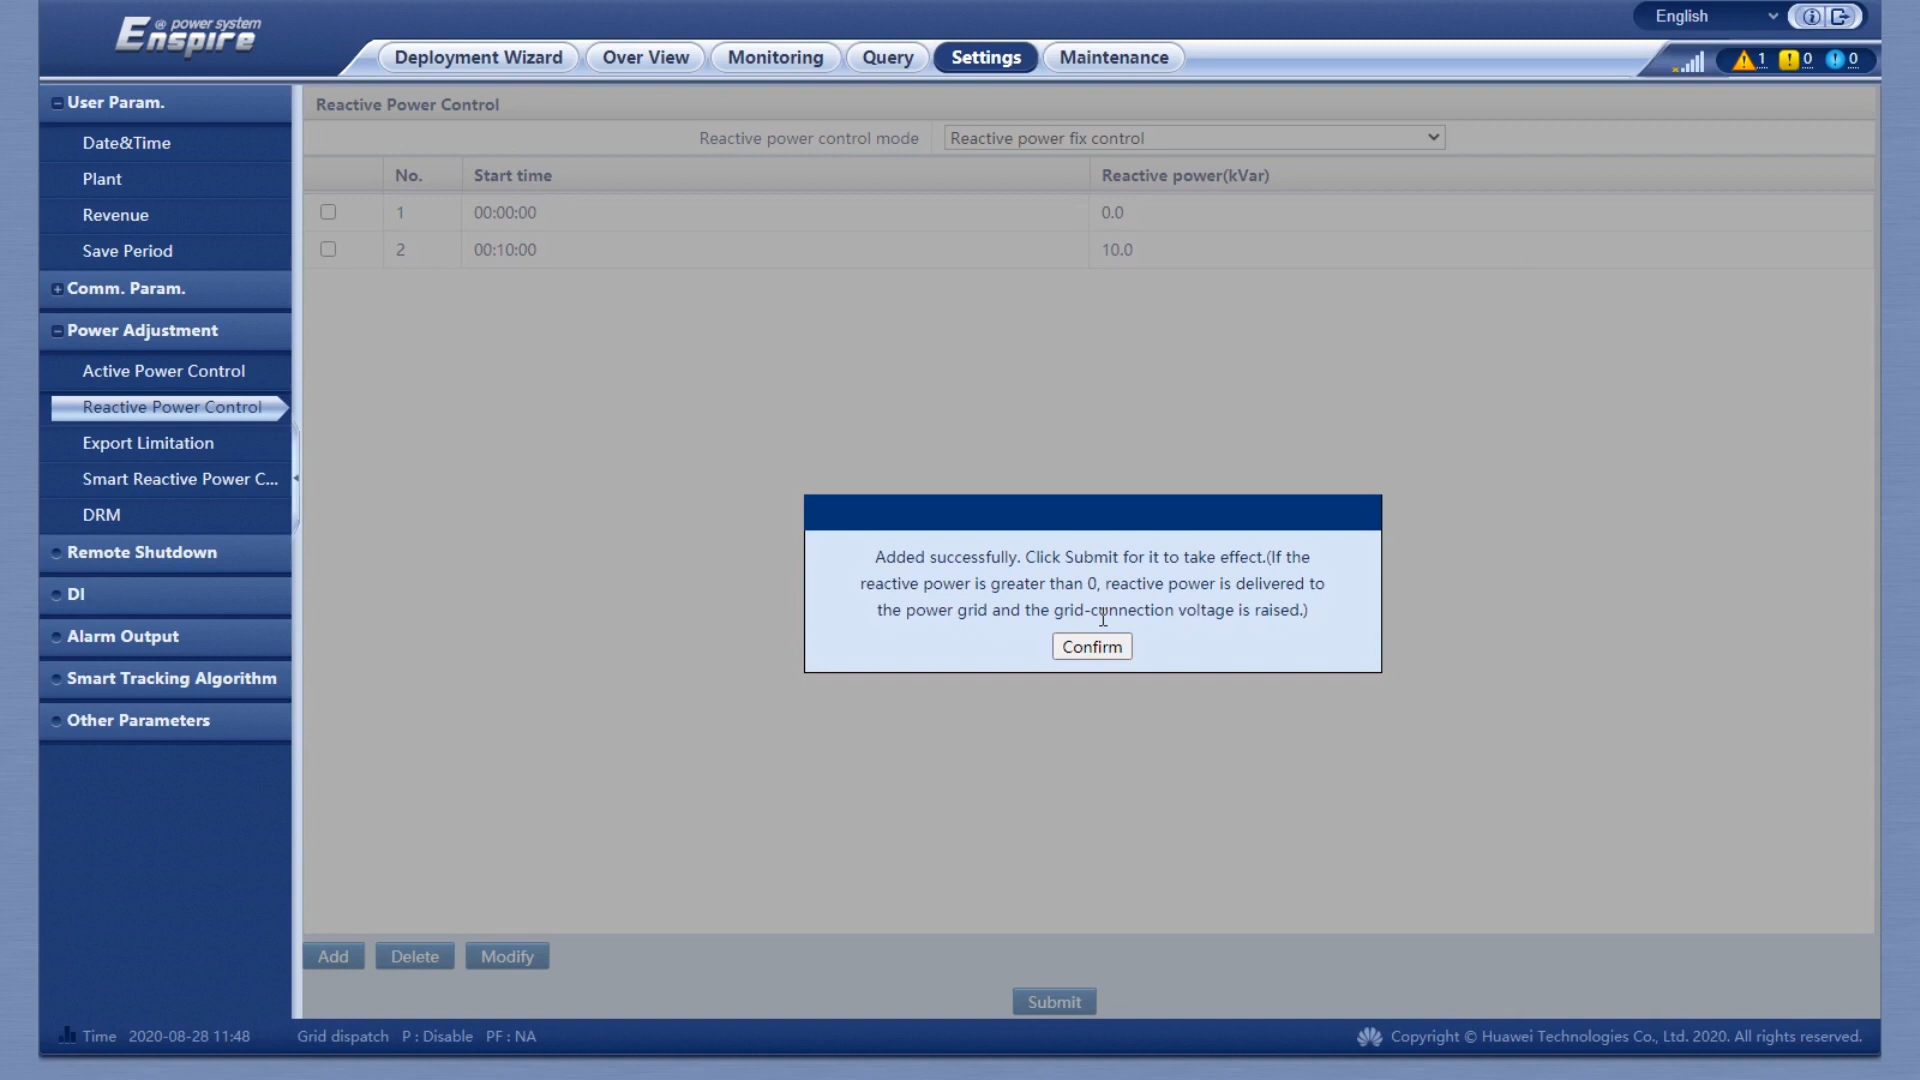 @ power system
Enspire
English
Deployment Wizard
Over View
Monitoring
Query
Settings
Maintenance
1
0
0
User Param.
Date&Time
Plant
Revenue
Save Period
Comm. Param.
Power Adjustment
Active Power Control
Reactive Power Control
Export Limitation
Smart Reactive Power C...
DRM
Remote Shutdown
DI
Alarm Output
Smart Tracking Algorithm
Other Parameters
Reactive Power Control
Reactive power control mode Reactive power fix control
No. Start time Reactive power(kVar)
1 00:00:00 0.0
2 00:10:00 10.0
Added successfully. Click Submit for it to take effect.(If the
reactive power is greater than 0, reactive power is delivered to
the power grid and the grid-connection voltage is raised.)
Confirm
Add Delete Modify
Submit
Time 2020-08-28 11:48 Grid dispatch P : Disable PF : NA
Copyright © Huawei Technologies Co., Ltd. 2020. All rights reserved.